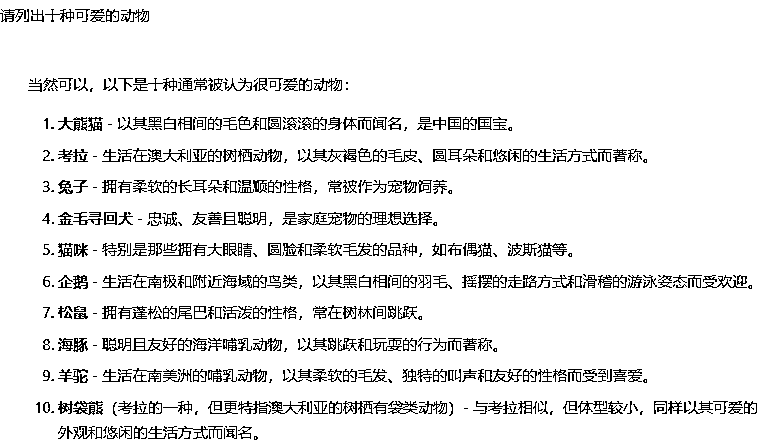 请列出十种可爱的动物
当然可以，以下是十种通常被认为很可爱的动物：
1. 大熊猫 - 以其黑白相间的毛色和圆滚滚的身体而闻名，是中国的国宝。
2. 考拉 - 生活在澳大利亚的树栖动物，以其灰褐色的毛皮、圆耳朵和悠闲的生活方式而著称。
3. 兔子 - 拥有柔软的长耳朵和温顺的性格，常被作为宠物饲养。
4. 金毛寻回犬 - 忠诚、友善且聪明，是家庭宠物的理想选择。
5. 猫咪 - 特别是那些拥有大眼睛、圆脸和柔软毛发的品种，如布偶猫、波斯猫等。
6. 企鹅 - 生活在南极和附近海域的鸟类，以其黑白相间的羽毛、摇摆的走路方式和滑稽的游泳姿态而受欢迎。
7. 松鼠 - 拥有蓬松的尾巴和活泼的性格，常在树林间跳跃。
8. 海豚 - 聪明且友好的海洋哺乳动物，以其跳跃和玩耍的行为而著称。
9. 羊驼 - 生活在南美洲的哺乳动物，以其柔软的毛发、独特的叫声和友好的性格而受到喜爱。
10. 树袋熊（考拉的一种，但更特指澳大利亚的树栖有袋类动物）- 与考拉相似，但体型较小，同样以其可爱的
外观和悠闲的生活方式而闻名。